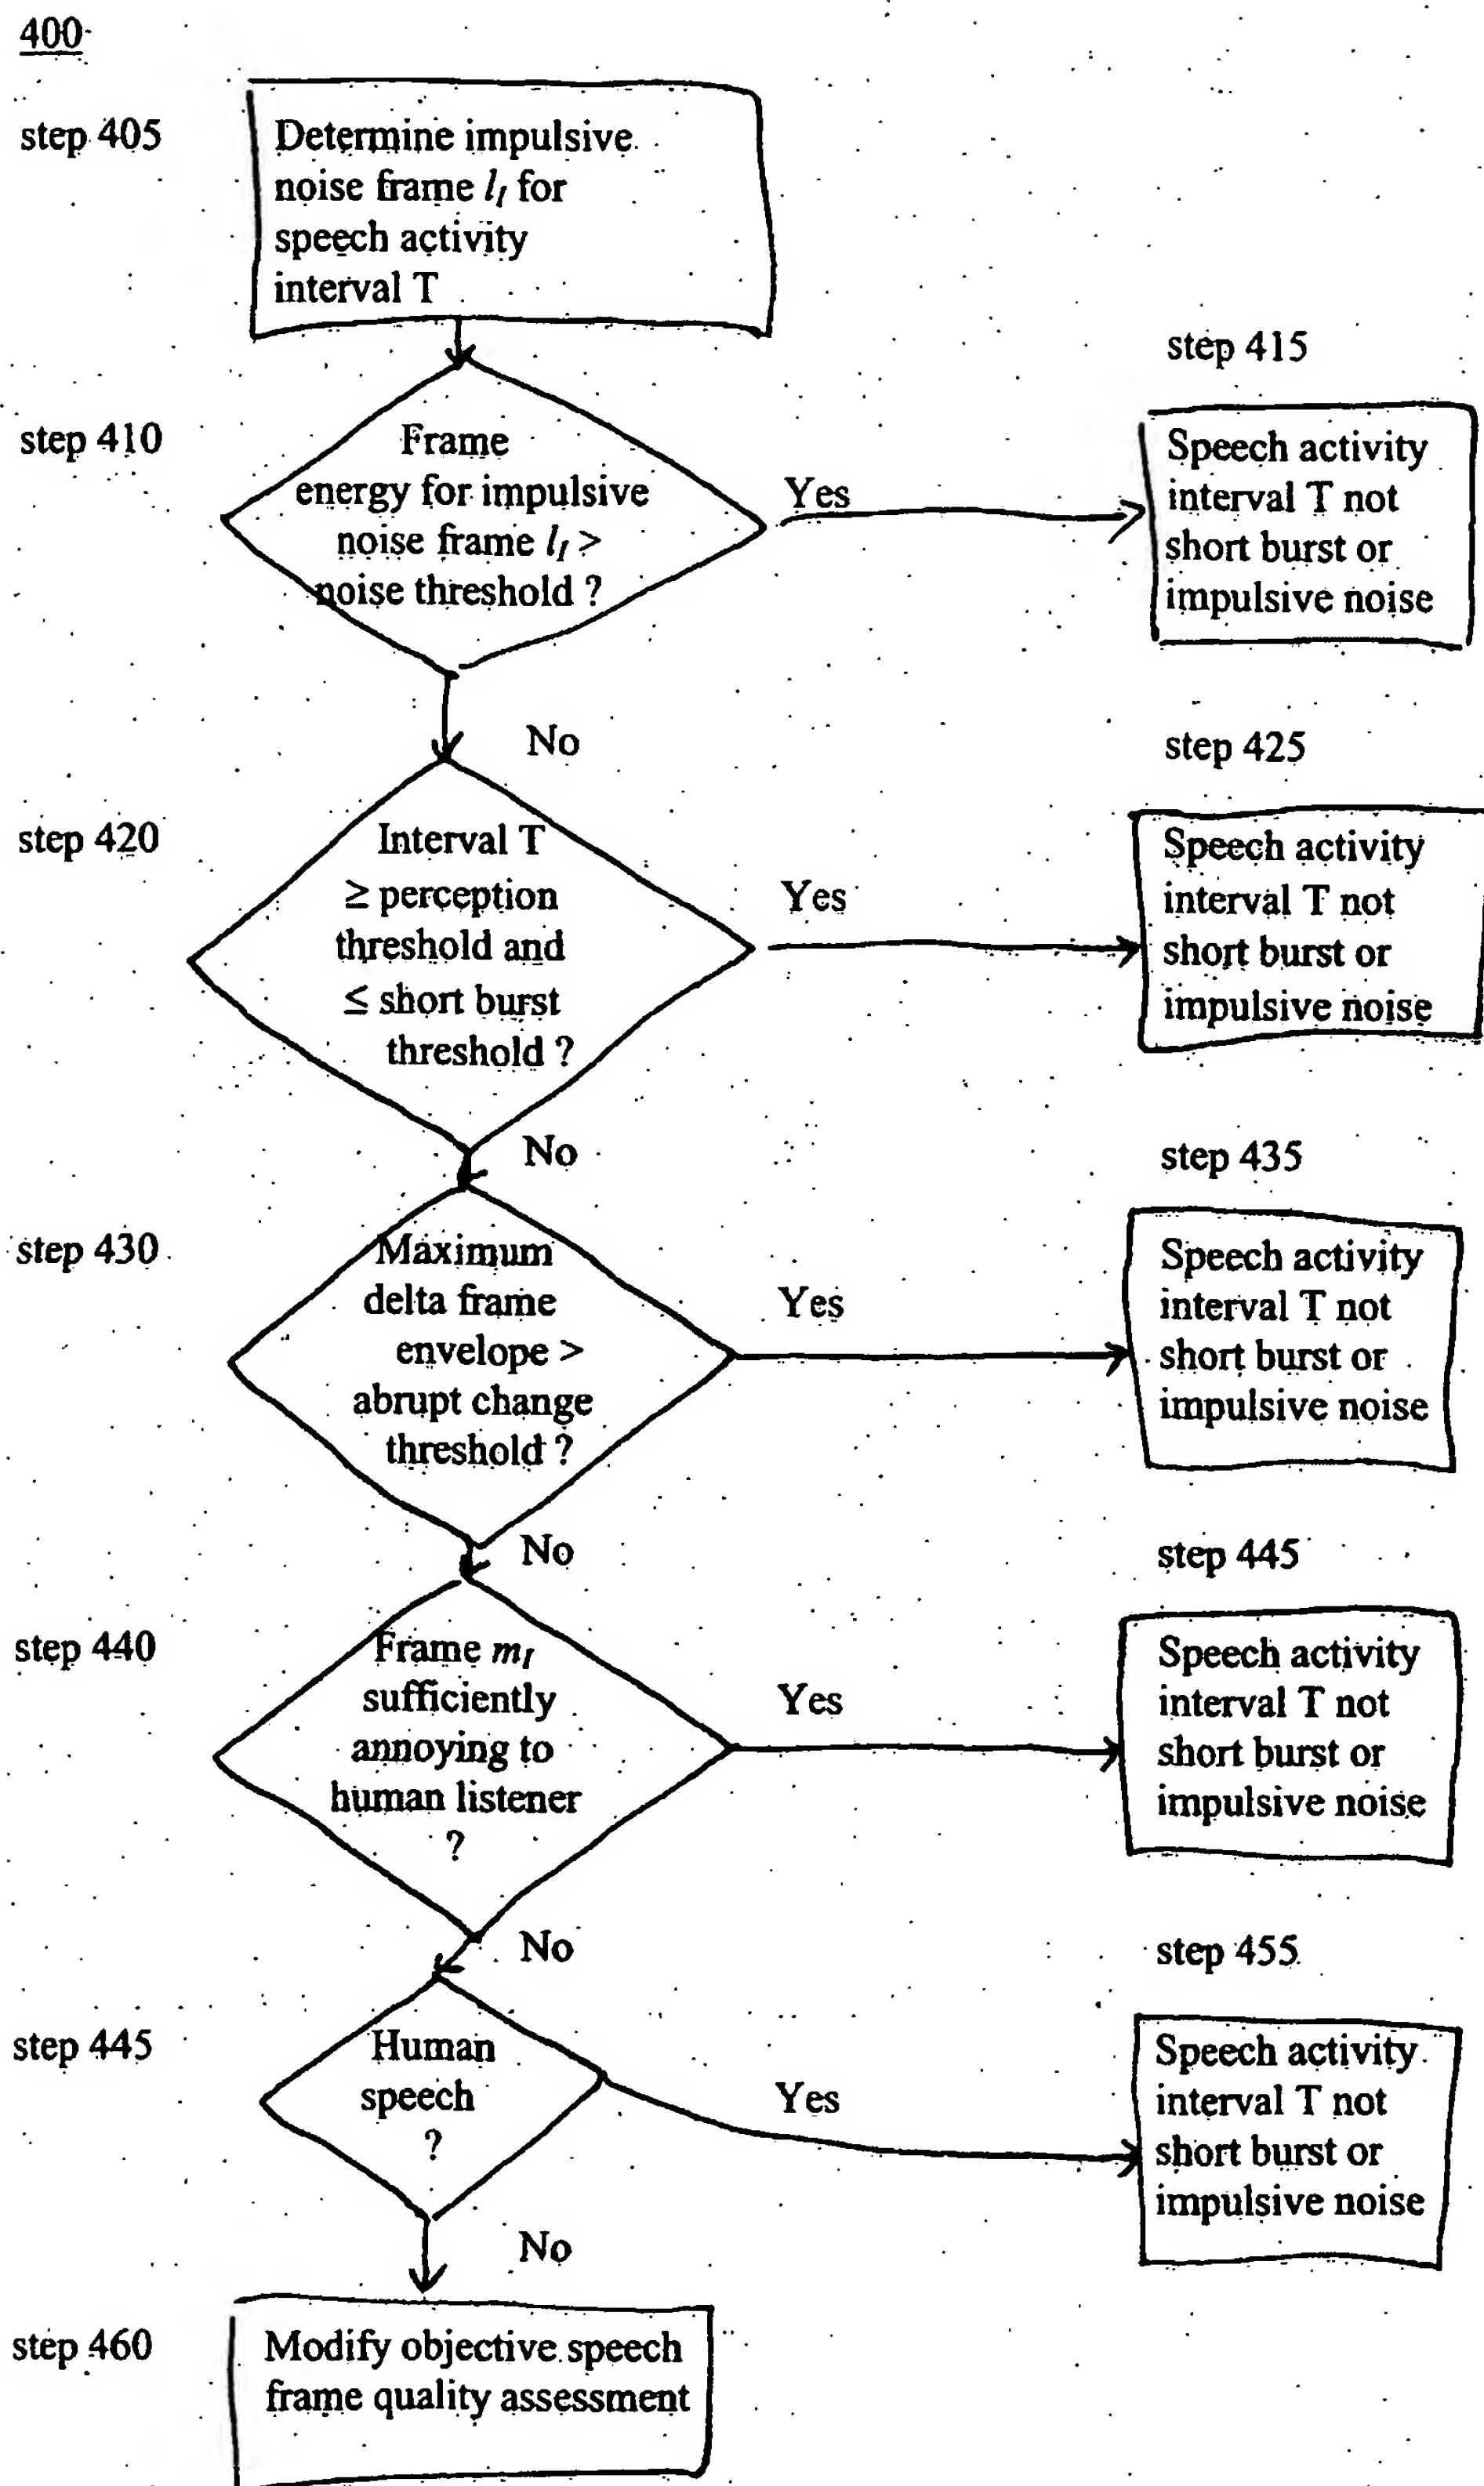 400
step 405
Determine impulsive
noise frame l_I for
speech activity
interval T
step 410
Frame
energy for impulsive
noise frame l_I >
noise threshold ?
Yes
step 415
Speech activity
interval T not
short burst or
impulsive noise
No
step 420
Interval T
≥ perception
threshold and
≤ short burst
threshold ?
Yes
step 425
Speech activity
interval T not
short burst or
impulsive noise
No
step 430
Maximum
delta frame
envelope >
abrupt change
threshold ?
Yes
step 435
Speech activity
interval T not
short burst or
impulsive noise
No
step 440
Frame m_I
sufficiently
annoying to
human listener
?
Yes
step 445
Speech activity
interval T not
short burst or
impulsive noise
No
step 445
Human
speech
?
Yes
step 455
Speech activity
interval T not
short burst or
impulsive noise
No
step 460
Modify objective speech
frame quality assessment